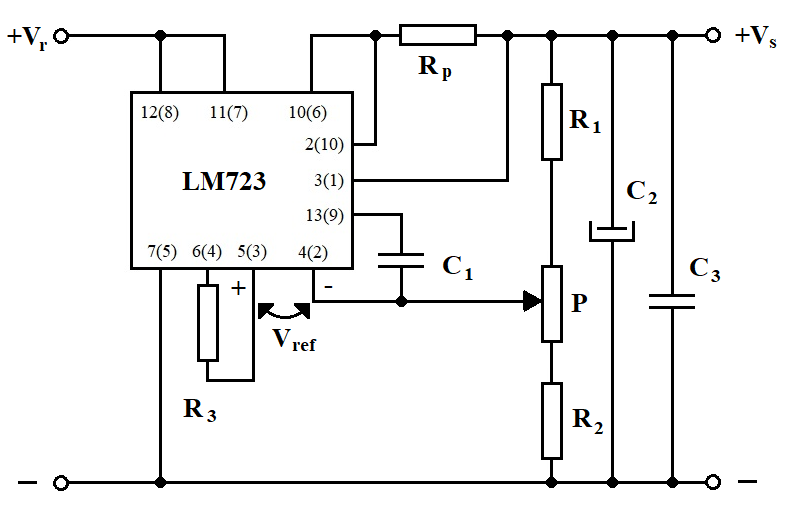 +Vr
Rp
+Vs
12(8) 11(7) 10(6)
2(10)
R1
LM723
3(1)
C2
13(9)
7(5) 6(4) 5(3) 4(2)
C1
C3
+ -
P
Vref
R3
R2
− −